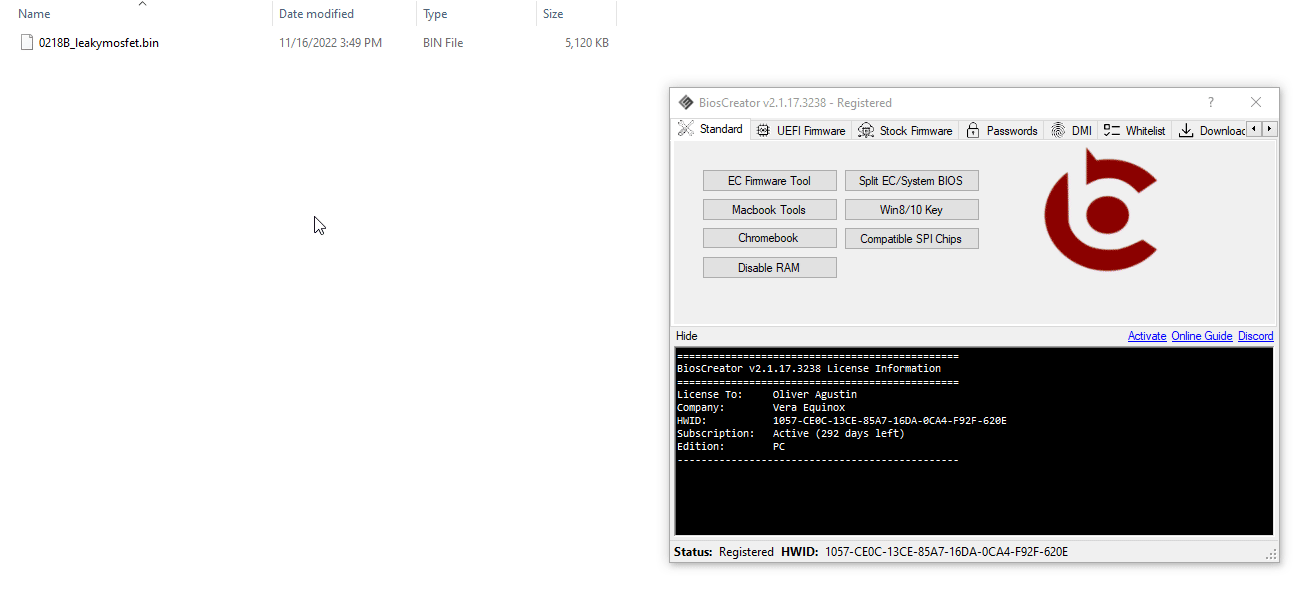 Name Date modified Type Size
0218B_leakymosfet.bin 11/16/2022 3:49 PM BIN File 5,120 KB
BiosCreator v2.1.17.3238 - Registered ?
Standard UEFI Firmware Stock Firmware Passwords DMI Whitelist Downloac
EC Firmware Tool Split EC/System BIOS
Macbook Tools Win8/10 Key
Chromebook Compatible SPI Chips
Disable RAM
Hide Activate Online Guide Discord
===============================================
BiosCreator v2.1.17.3238 License Information
===============================================
License To: Oliver Agustin
Company: Vera Equinox
HWID: 1057-CE0C-13CE-85A7-16DA-0CA4-F92F-620E
Subscription: Active (292 days left)
Edition: PC
-----------------------------------------------
Status: Registered HWID: 1057-CE0C-13CE-85A7-16DA-0CA4-F92F-620E